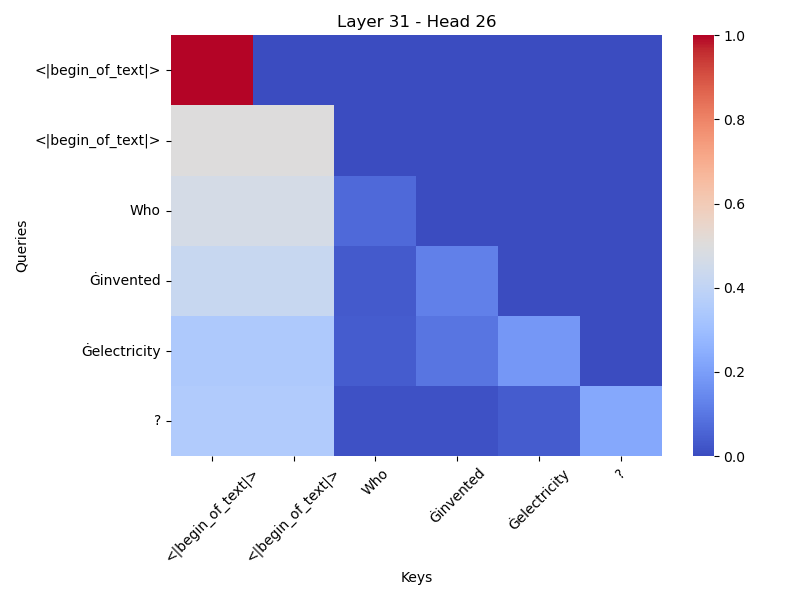 Layer 31 - Head 26
<|begin_of_text|>
<|begin_of_text|>
Who
Ġinvented
Ġelectricity
?
Queries
<|begin_of_text|>
<|begin_of_text|>
Who
Ġinvented
Ġelectricity
?
Keys
1.0
0.8
0.6
0.4
0.2
0.0